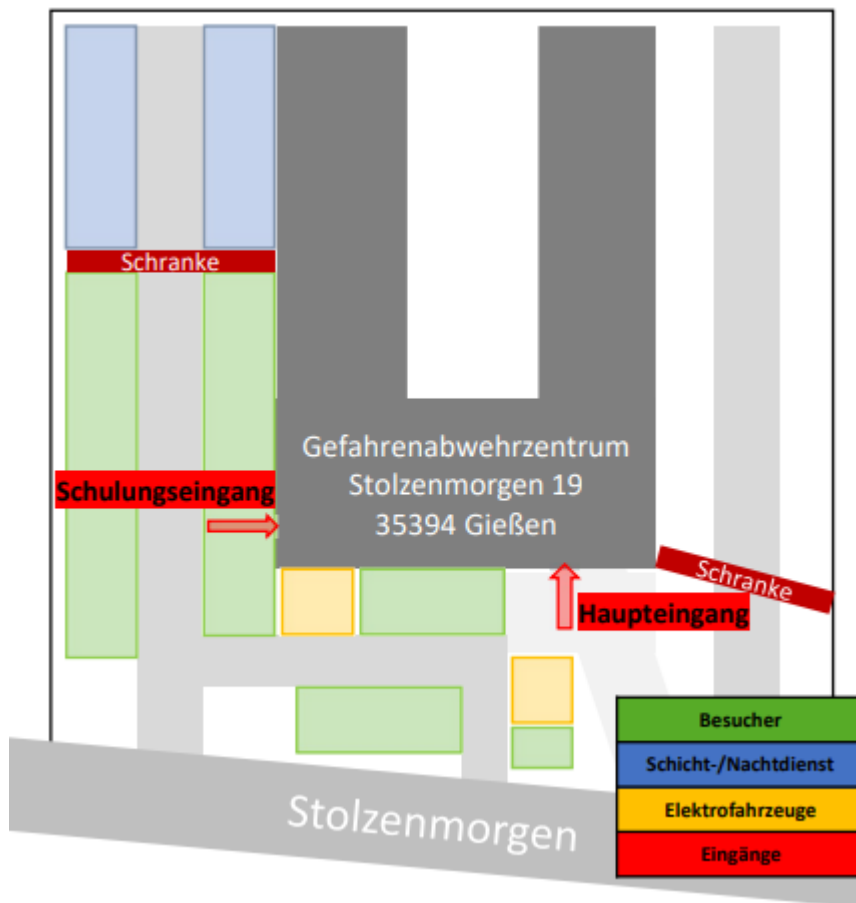 Schranke
Gefahrenabwehrzentrum
Stolzenmorgen 19
35394 Gießen
Schulungseingang
Schranke
Haupteingang
Besucher
Schicht-/Nachtdienst
Elektrofahrzeuge
Eingänge
Stolzenmorgen